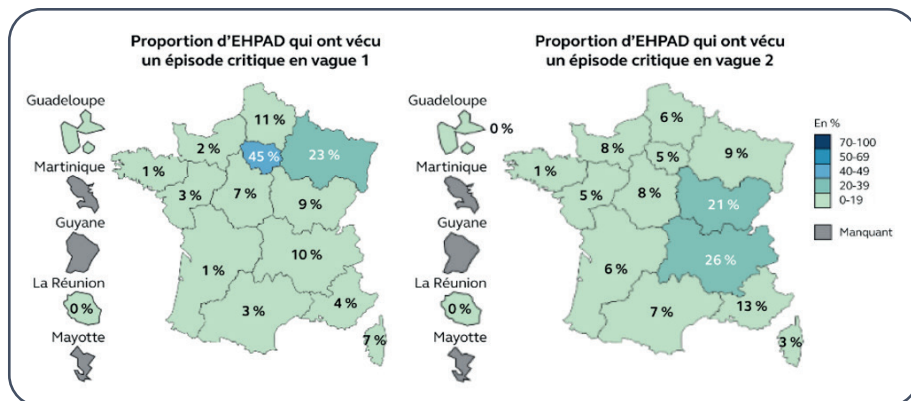 Proportion d'EHPAD qui ont vécu
un épisode critique en vague 1
Guadeloupe
Martinique
Guyane
La Réunion
0 %
Mayotte
11 %
2 %
45 %
23 %
1 %
3 %
7 %
9 %
10 %
1 %
3 %
4 %
7 %
Proportion d'EHPAD qui ont vécu
un épisode critique en vague 2
Guadeloupe
0 %
Martinique
Guyane
La Réunion
0 %
Mayotte
6 %
8 %
5 %
9 %
1 %
5 %
8 %
21 %
26 %
6 %
7 %
13 %
3 %
En %
70-100
50-69
40-49
20-39
0-19
Manquant